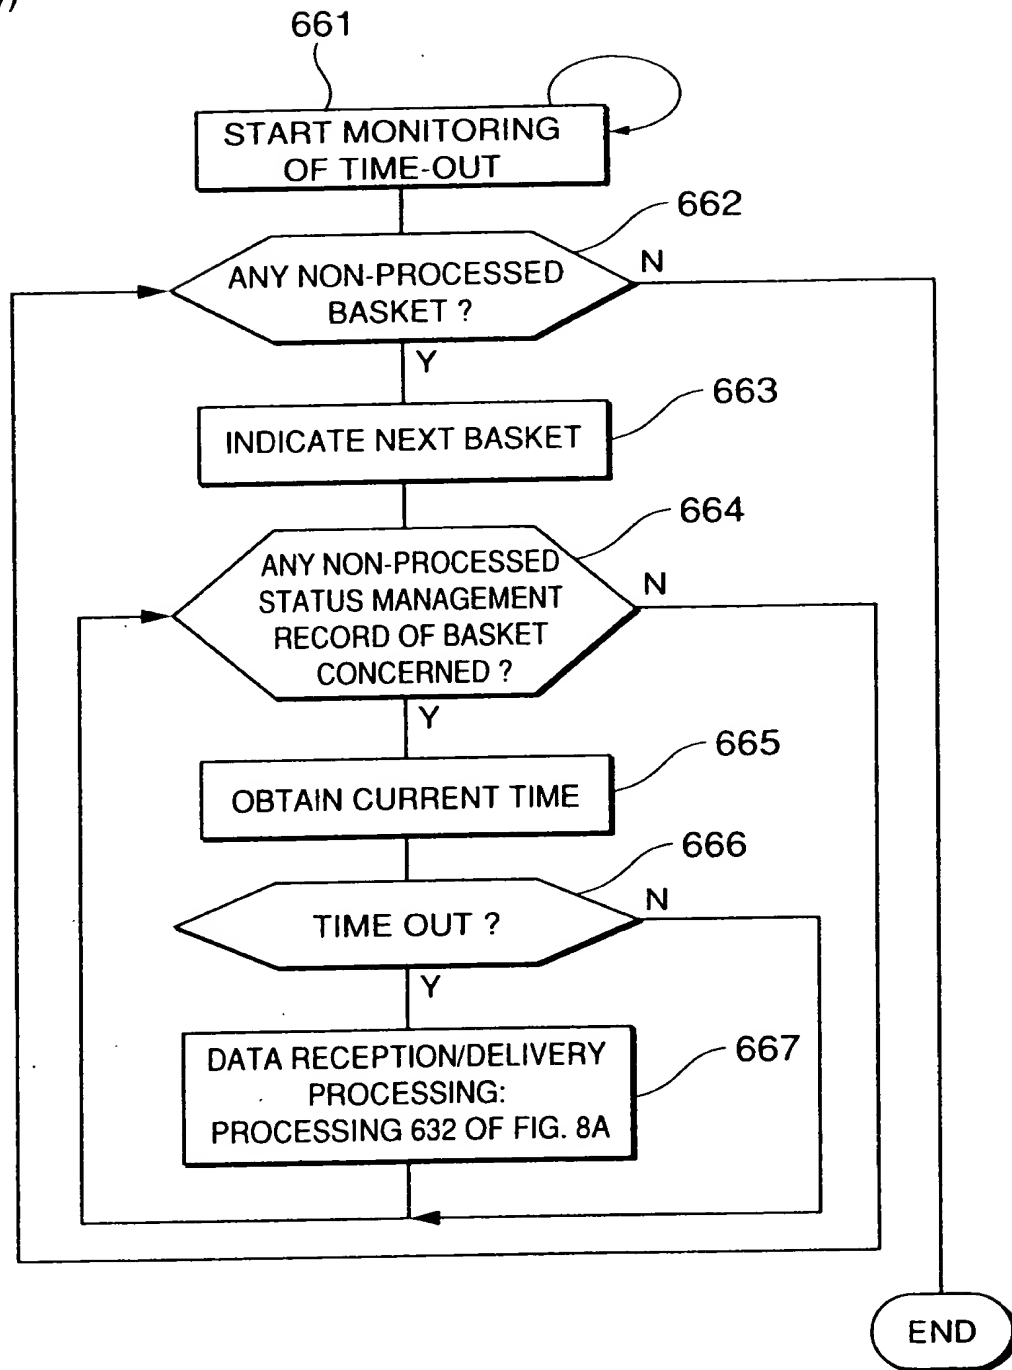 661
START MONITORING
OF TIME-OUT
662
ANY NON-PROCESSED
BASKET ?
N
Y
663
INDICATE NEXT BASKET
664
ANY NON-PROCESSED
STATUS MANAGEMENT
RECORD OF BASKET
CONCERNED ?
N
Y
665
OBTAIN CURRENT TIME
666
TIME OUT ?
N
Y
667
DATA RECEPTION/DELIVERY
PROCESSING:
PROCESSING 632 OF FIG. 8A
END